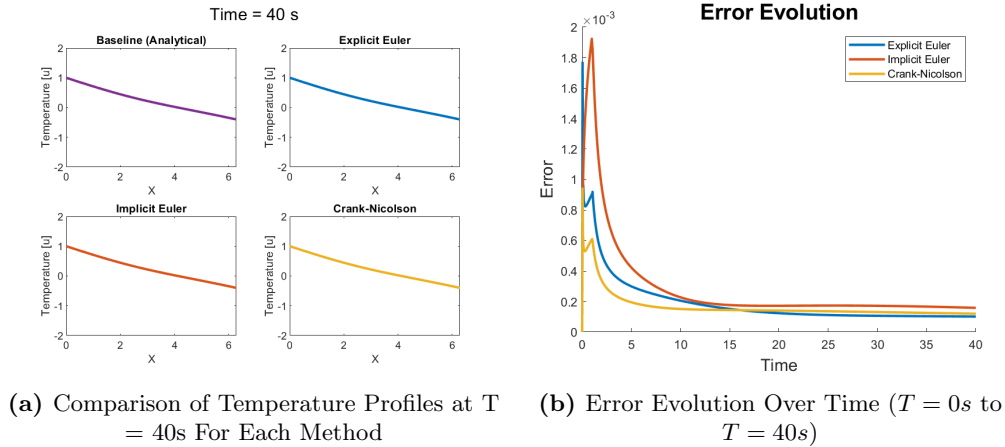 Time = 40 s
Baseline (Analytical)
Temperature [u]
2
1
0
-1
-2
0 2 4 6
X
Explicit Euler
Temperature [u]
2
1
0
-1
-2
0 2 4 6
X
Implicit Euler
Temperature [u]
2
1
0
-1
-2
0 2 4 6
X
Crank-Nicolson
Temperature [u]
2
1
0
-1
-2
0 2 4 6
X
(a) Comparison of Temperature Profiles at T
= 40s For Each Method
×10⁻³
Error Evolution
Error
2
1.8
1.6
1.4
1.2
1
0.8
0.6
0.4
0.2
0
0 5 10 15 20 25 30 35 40
Time
Explicit Euler
Implicit Euler
Crank-Nicolson
(b) Error Evolution Over Time (T = 0s to
T = 40s)